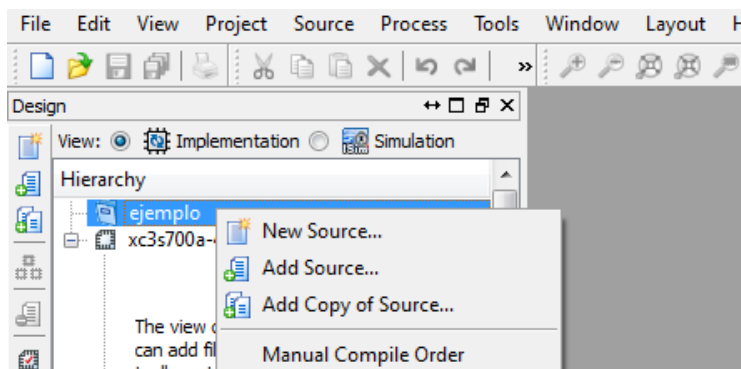 File Edit View Project Source Process Tools Window Layout
»
Design
View: Implementation Simulation
Hierarchy
ejemplo
New Source...
xc3s700a-
Add Source...
Add Copy of Source...
The view
can add
Manual Compile Order